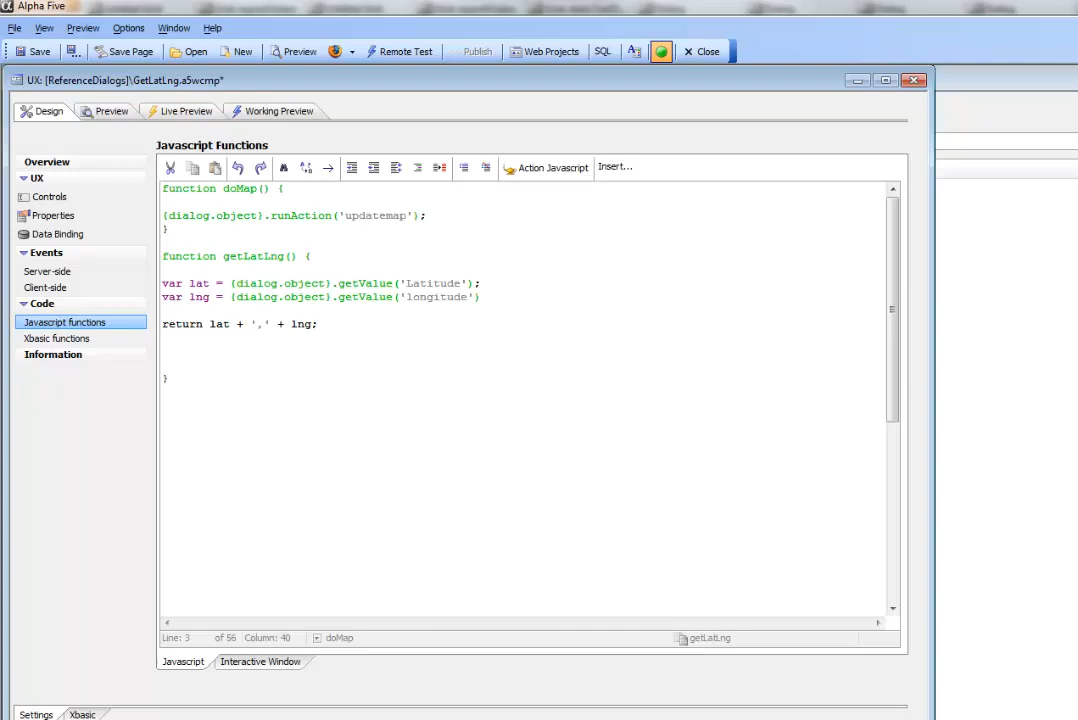 Alpha Five
File View Preview Options Window Help
Save Save Page Open New Preview Remote Test Publish Web Projects SQL A Close
UX: [ReferenceDialogs]\GetLatLng.a5wcmp*
Design Preview Live Preview Working Preview
Javascript Functions
Overview
UX
Controls
Properties
Data Binding
Events
Server-side
Client-side
Code
Javascript functions
Xbasic functions
Information
Action Javascript Insert...
function doMap() {
{dialog.object}.runAction('updatemap');
}
function getLatLng() {
var lat = {dialog.object}.getValue('Latitude');
var lng = {dialog.object}.getValue('longitude')
return lat + ',' + lng;
}
Line: 3 of 56 Column: 40 doMap getLatLng
Javascript Interactive Window
Settings Xbasic